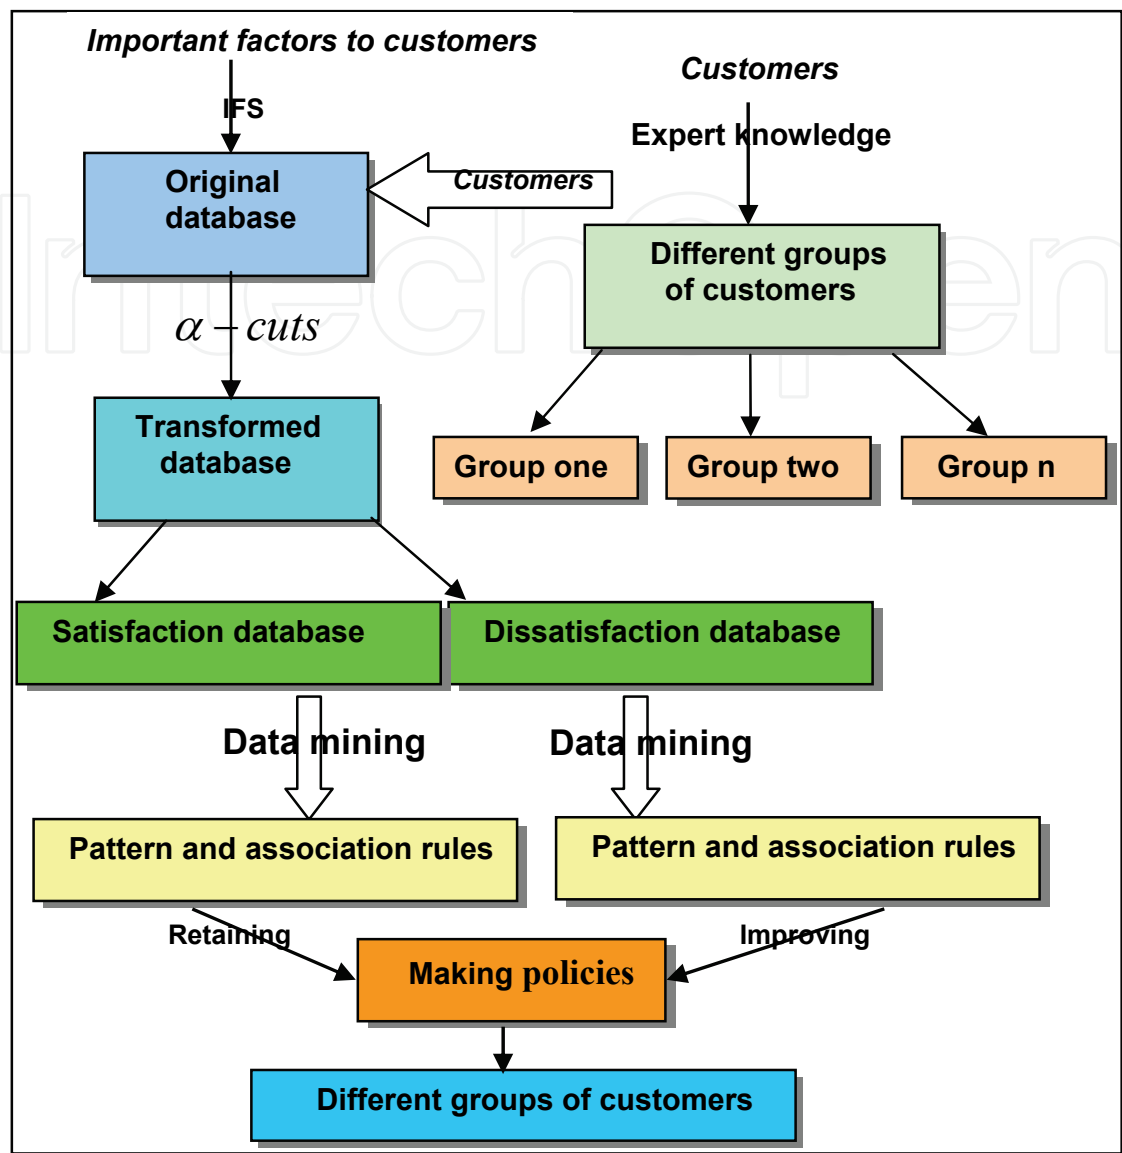 Important factors to customers
Customers
IFS
Expert knowledge
Original
database
Customers
Different groups
of customers
α – cuts
Transformed
database
Group one
Group two
Group n
Satisfaction database
Dissatisfaction database
Data mining
Data mining
Pattern and association rules
Pattern and association rules
Retaining
Improving
Making policies
Different groups of customers